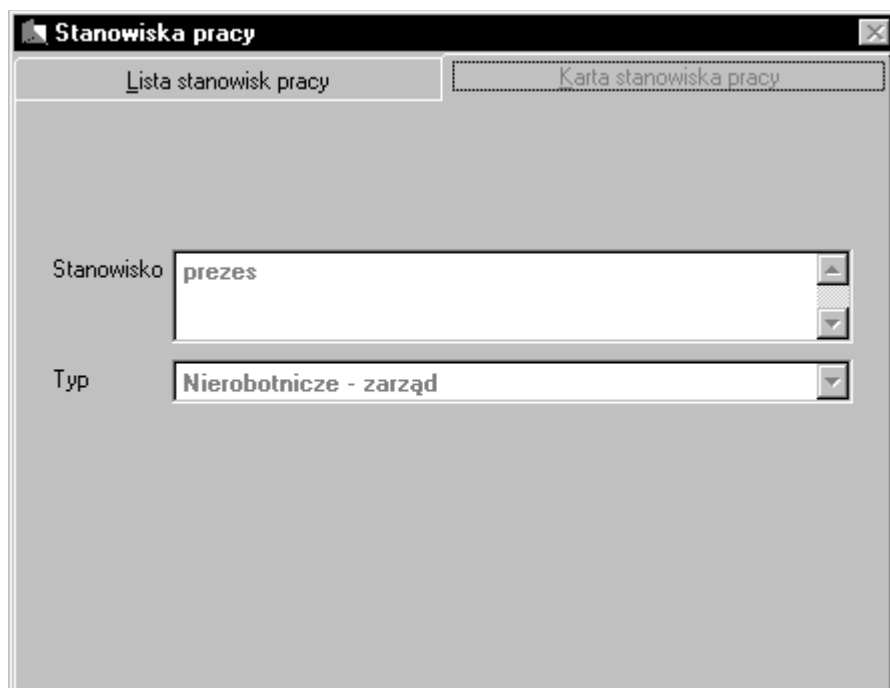 Stanowiska pracy
Lista stanowisk pracy
Karta stanowiska pracy
Stanowisko
prezes
Typ
Nierobotnicze - zarząd